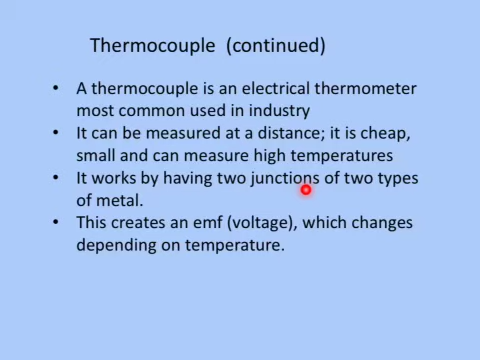 Thermocouple (continued)
• A thermocouple is an electrical thermometer
most common used in industry
• It can be measured at a distance; it is cheap,
small and can measure high temperatures
• It works by having two junctions of two types
of metal.
• This creates an emf (voltage), which changes
depending on temperature.